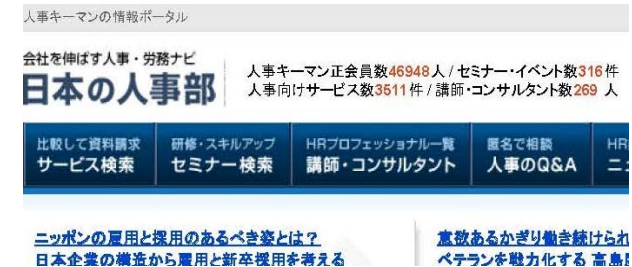 人事キーマンの情報ポータル
会社を伸ばす人事・労務ナビ
日本の人事部
人事キーマン正会員数46948人 / セミナー・イベント数316件
人事向けサービス数3511件 / 講師・コンサルタント数269 人
比較して資料請求
サービス検索
研修・スキルアップ
セミナー検索
HRプロフェッショナル一覧
講師・コンサルタント
匿名で相談
人事のQ&A
HR
ニュ
ニッポンの雇用と採用のあるべき姿とは？
日本企業の構造から雇用と新卒採用を考える
意欲あるかぎり働き続けられ
ベテランを戦力化する 高島